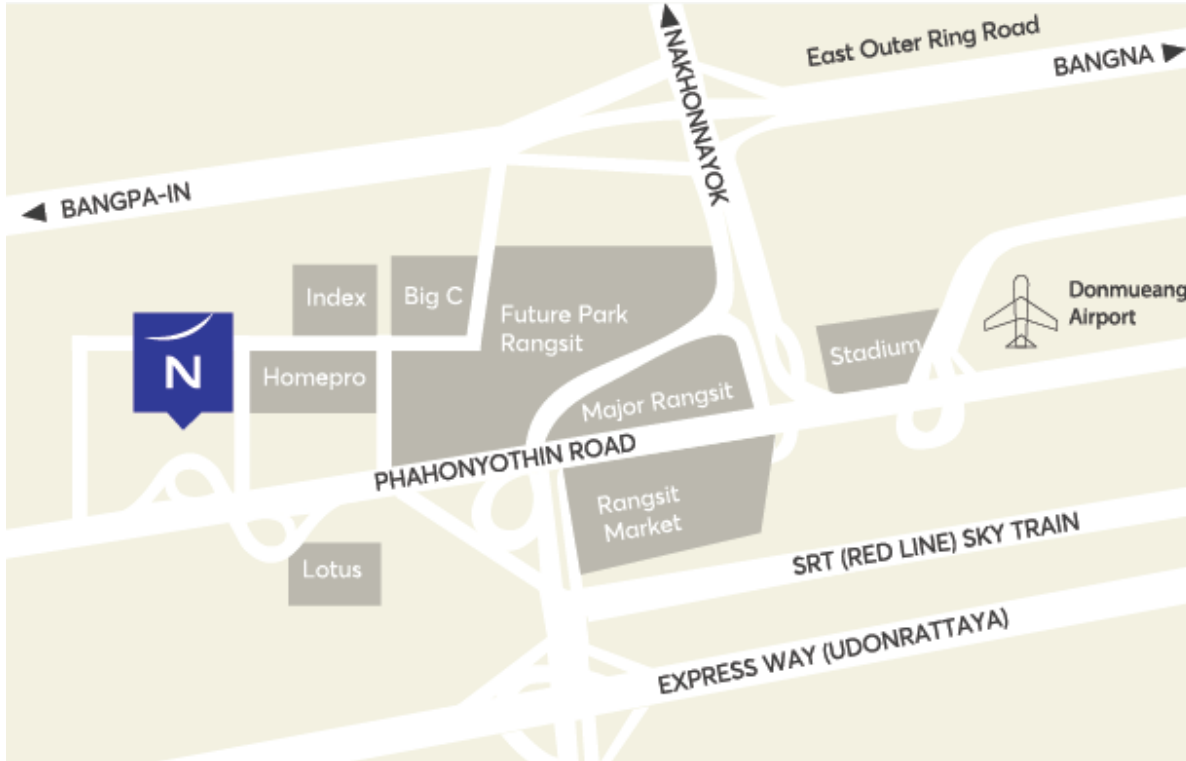 East Outer Ring Road
BANGNA
NAKHONNAYOK
BANGPA-IN
Index
Big C
Future Park
Rangsit
Donmueang
Airport
Stadium
N
Homepro
Major Rangsit
PHAHONYOTHIN ROAD
Rangsit
Market
SRT (RED LINE) SKY TRAIN
Lotus
EXPRESS WAY (UDONRATTAYA)